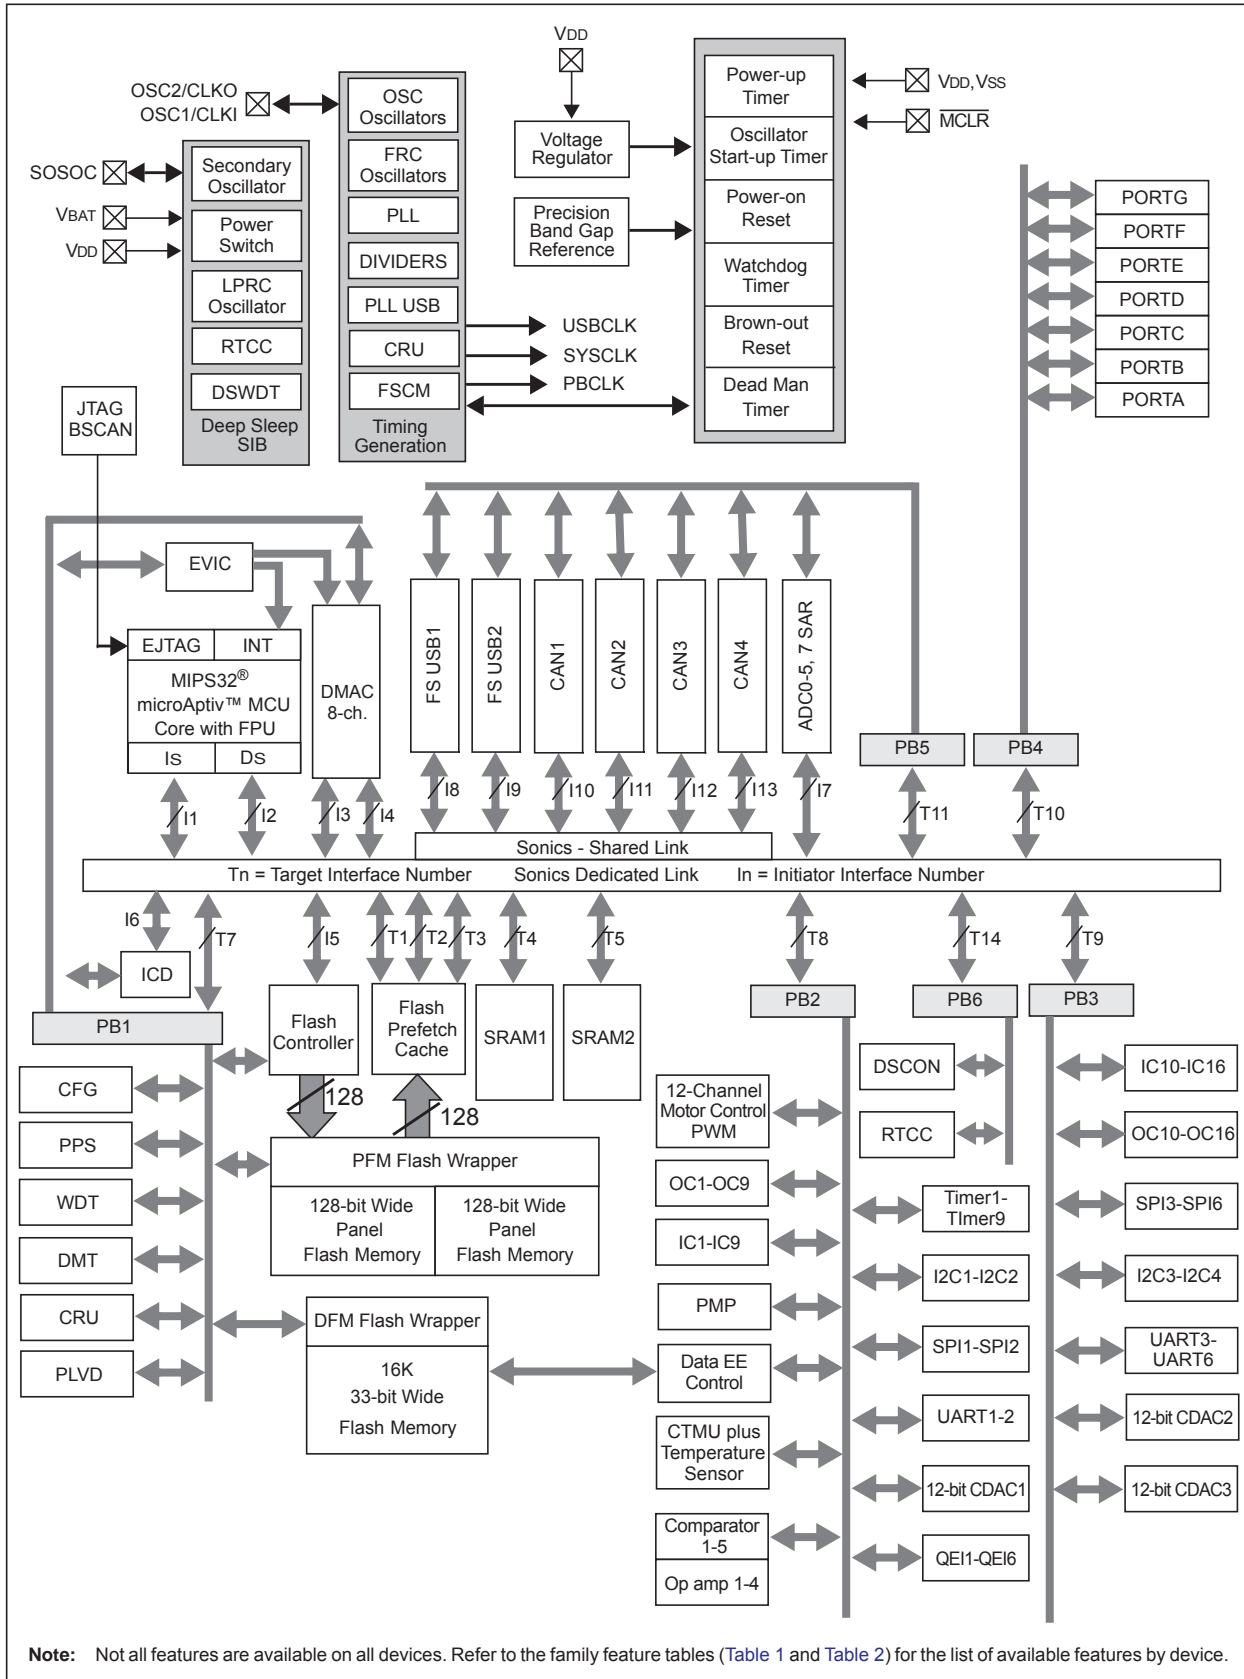 VDD
OSC2/CLKO
OSC1/CLKI
SOSOC
VBAT
VDD
Secondary
Oscillator
Power
Switch
LPRC
Oscillator
RTCC
DSWDT
Deep Sleep
SIB
OSC
Oscillators
FRC
Oscillators
PLL
DIVIDERS
PLL USB
CRU
FSCM
Timing
Generation
USBCLK
SYSCLK
PBCLK
Voltage
Regulator
Precision
Band Gap
Reference
Power-up
Timer
Oscillator
Start-up Timer
Power-on
Reset
Watchdog
Timer
Brown-out
Reset
Dead Man
Timer
VDD,VSS
MCLR
PORTG
PORTF
PORTE
PORTD
PORTC
PORTB
PORTA
JTAG
BSCAN
EVIC
EJTAG
INT
MIPS32®
microAptiv™ MCU
Core with FPU
IS
DS
DMAC
8-ch.
FS USB1
FS USB2
CAN1
CAN2
CAN3
CAN4
ADC0-5, 7 SAR
PB5
PB4
I1
I2
I3
I4
I8
I9
I10
I11
I12
I13
I7
T11
T10
Sonics - Shared Link
Tn = Target Interface Number
Sonics Dedicated Link
In = Initiator Interface Number
I6
T7
I5
T1
T2
T3
T4
T5
T8
T14
T9
ICD
PB1
Flash
Controller
Flash
Prefetch
Cache
SRAM1
SRAM2
PB2
PB6
PB3
128
128
CFG
PPS
WDT
DMT
CRU
PLVD
PFM Flash Wrapper
128-bit Wide
Panel
Flash Memory
128-bit Wide
Panel
Flash Memory
DFM Flash Wrapper
16K
33-bit Wide
Flash Memory
12-Channel
Motor Control
PWM
OC1-OC9
IC1-IC9
PMP
Data EE
Control
CTMU plus
Temperature
Sensor
Comparator
1-5
Op amp 1-4
DSCON
RTCC
Timer1-
TImer9
I2C1-I2C2
SPI1-SPI2
UART1-2
12-bit CDAC1
QEI1-QEI6
IC10-IC16
OC10-OC16
SPI3-SPI6
I2C3-I2C4
UART3-
UART6
12-bit CDAC2
12-bit CDAC3
Note: Not all features are available on all devices. Refer to the family feature tables (Table 1 and Table 2) for the list of available features by device.